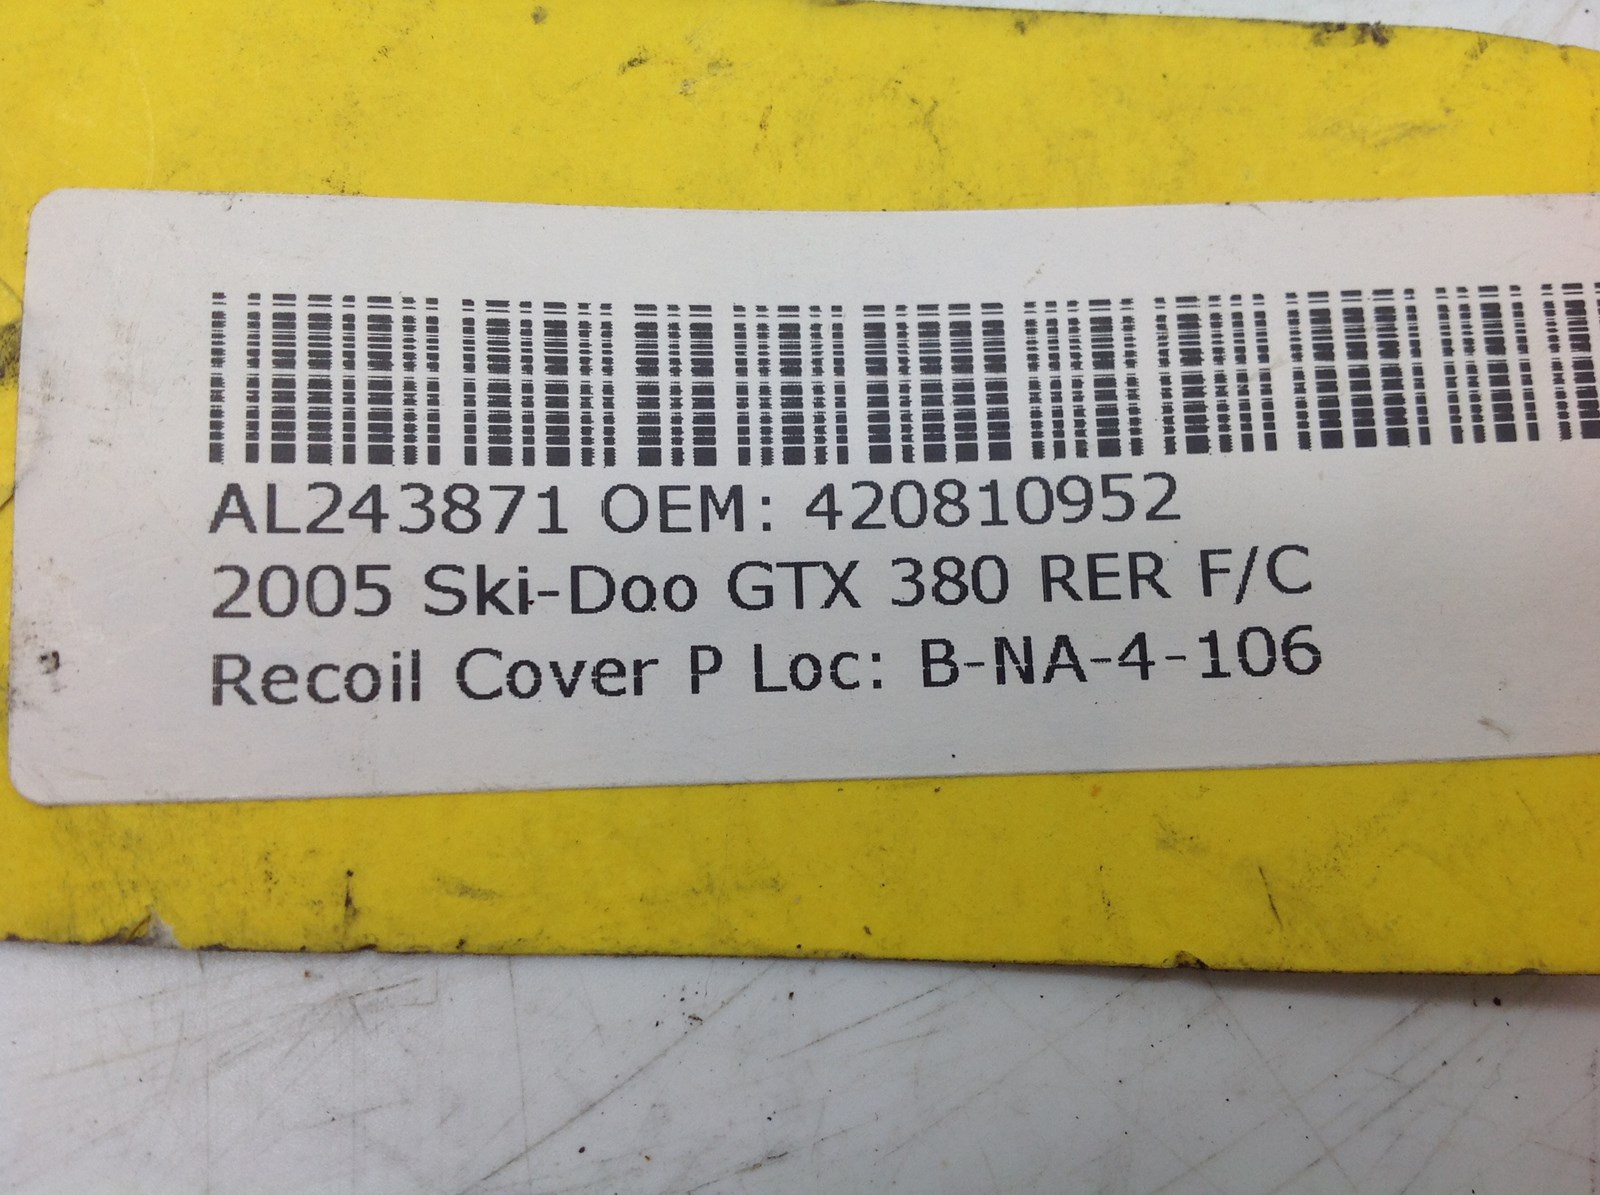 AL243871 OEM: 420810952
2005 Ski-Doo GTX 380 RER F/C
Recoil Cover P Loc: B-NA-4-106